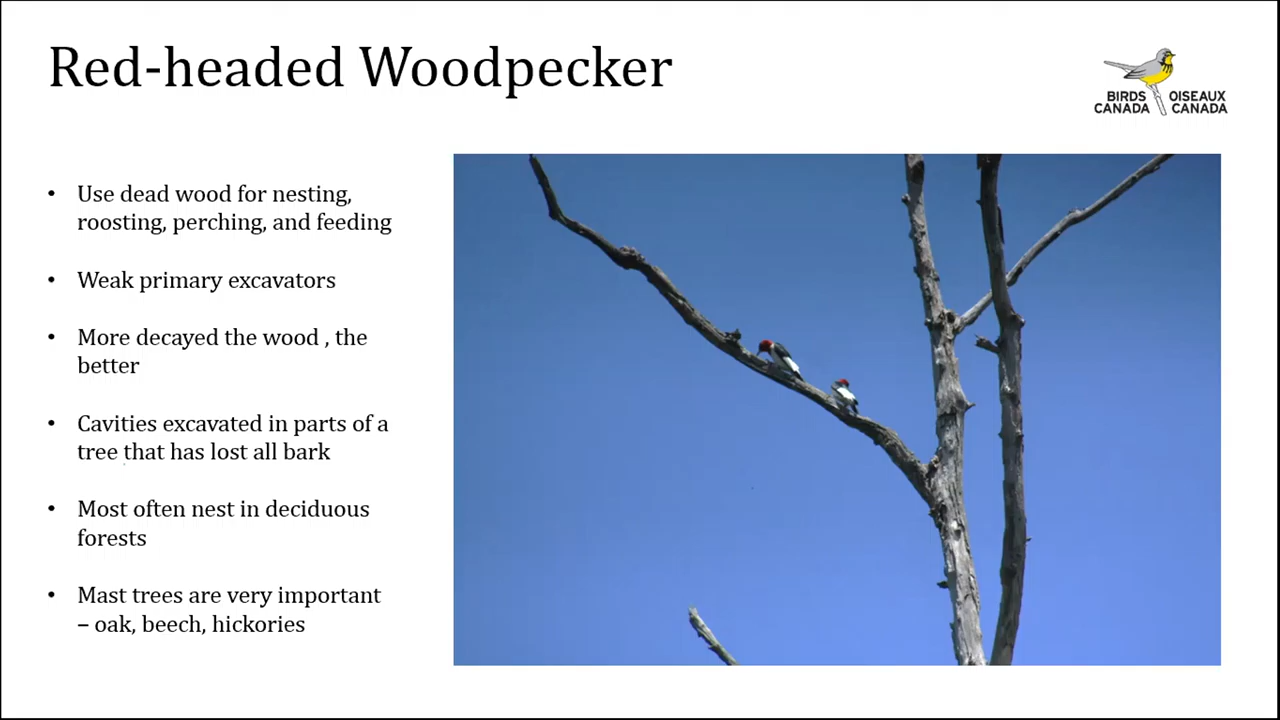 Red-headed Woodpecker
BIRDS CANADA
OISEAUX CANADA
• Use dead wood for nesting,
roosting, perching, and feeding
• Weak primary excavators
• More decayed the wood , the
better
• Cavities excavated in parts of a
tree that has lost all bark
• Most often nest in deciduous
forests
• Mast trees are very important
– oak, beech, hickories